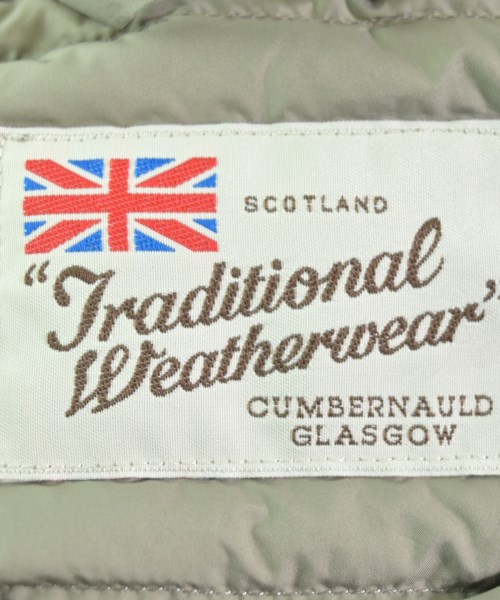 SCOTLAND
"Traditional
Weatherwear"
CUMBERNAULD
GLASGOW